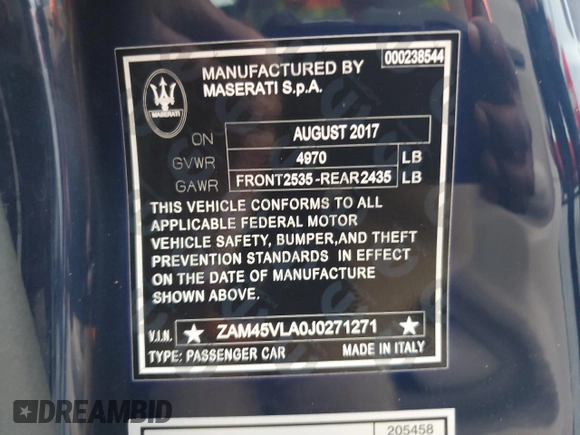 000238544
MANUFACTURED BY
MASERATI S.p.A.
MASERATI
ON AUGUST 2017
GVWR 4970 LB
GAWR FRONT2535-REAR2435 LB
THIS VEHICLE CONFORMS TO ALL
APPLICABLE FEDERAL MOTOR
VEHICLE SAFETY, BUMPER,AND THEFT
PREVENTION STANDARDS IN EFFECT
ON THE DATE OF MANUFACTURE
SHOWN ABOVE.
V.I.N. ★ ZAM45VLA0J0271271 ★
TYPE: PASSENGER CAR MADE IN ITALY
205458
DREAMBID